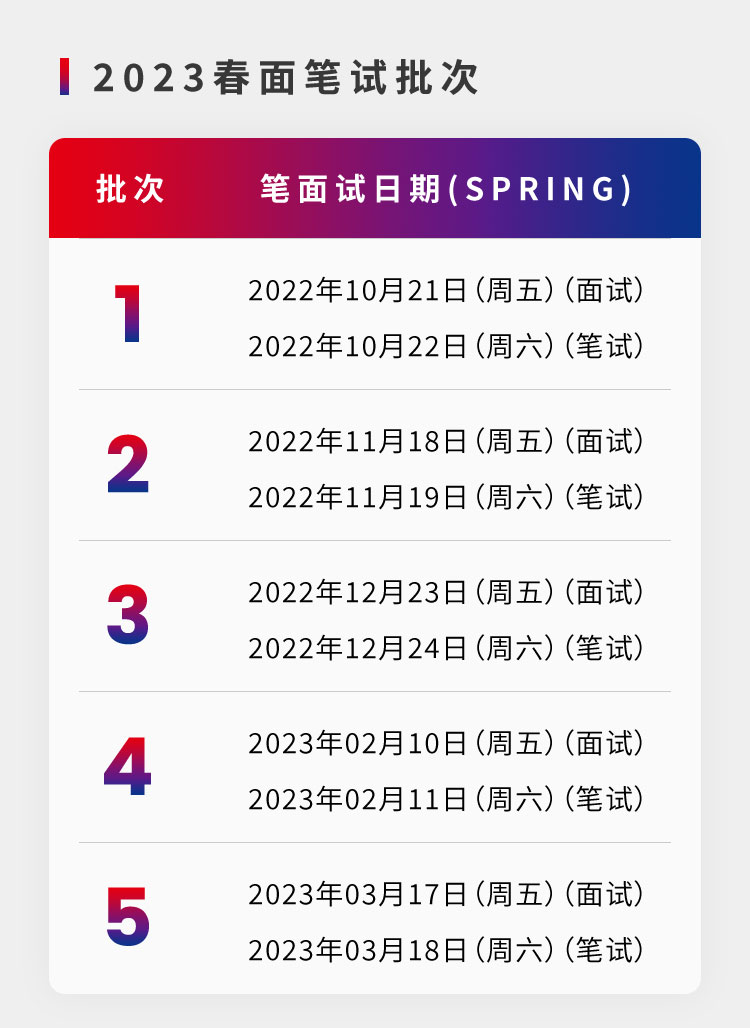 2023春面笔试批次
批次 笔面试日期(SPRING)
1
2022年10月21日(周五)(面试)
2022年10月22日(周六)(笔试)
2
2022年11月18日(周五)(面试)
2022年11月19日(周六)(笔试)
3
2022年12月23日(周五)(面试)
2022年12月24日(周六)(笔试)
4
2023年02月10日(周五)(面试)
2023年02月11日(周六)(笔试)
5
2023年03月17日(周五)(面试)
2023年03月18日(周六)(笔试)